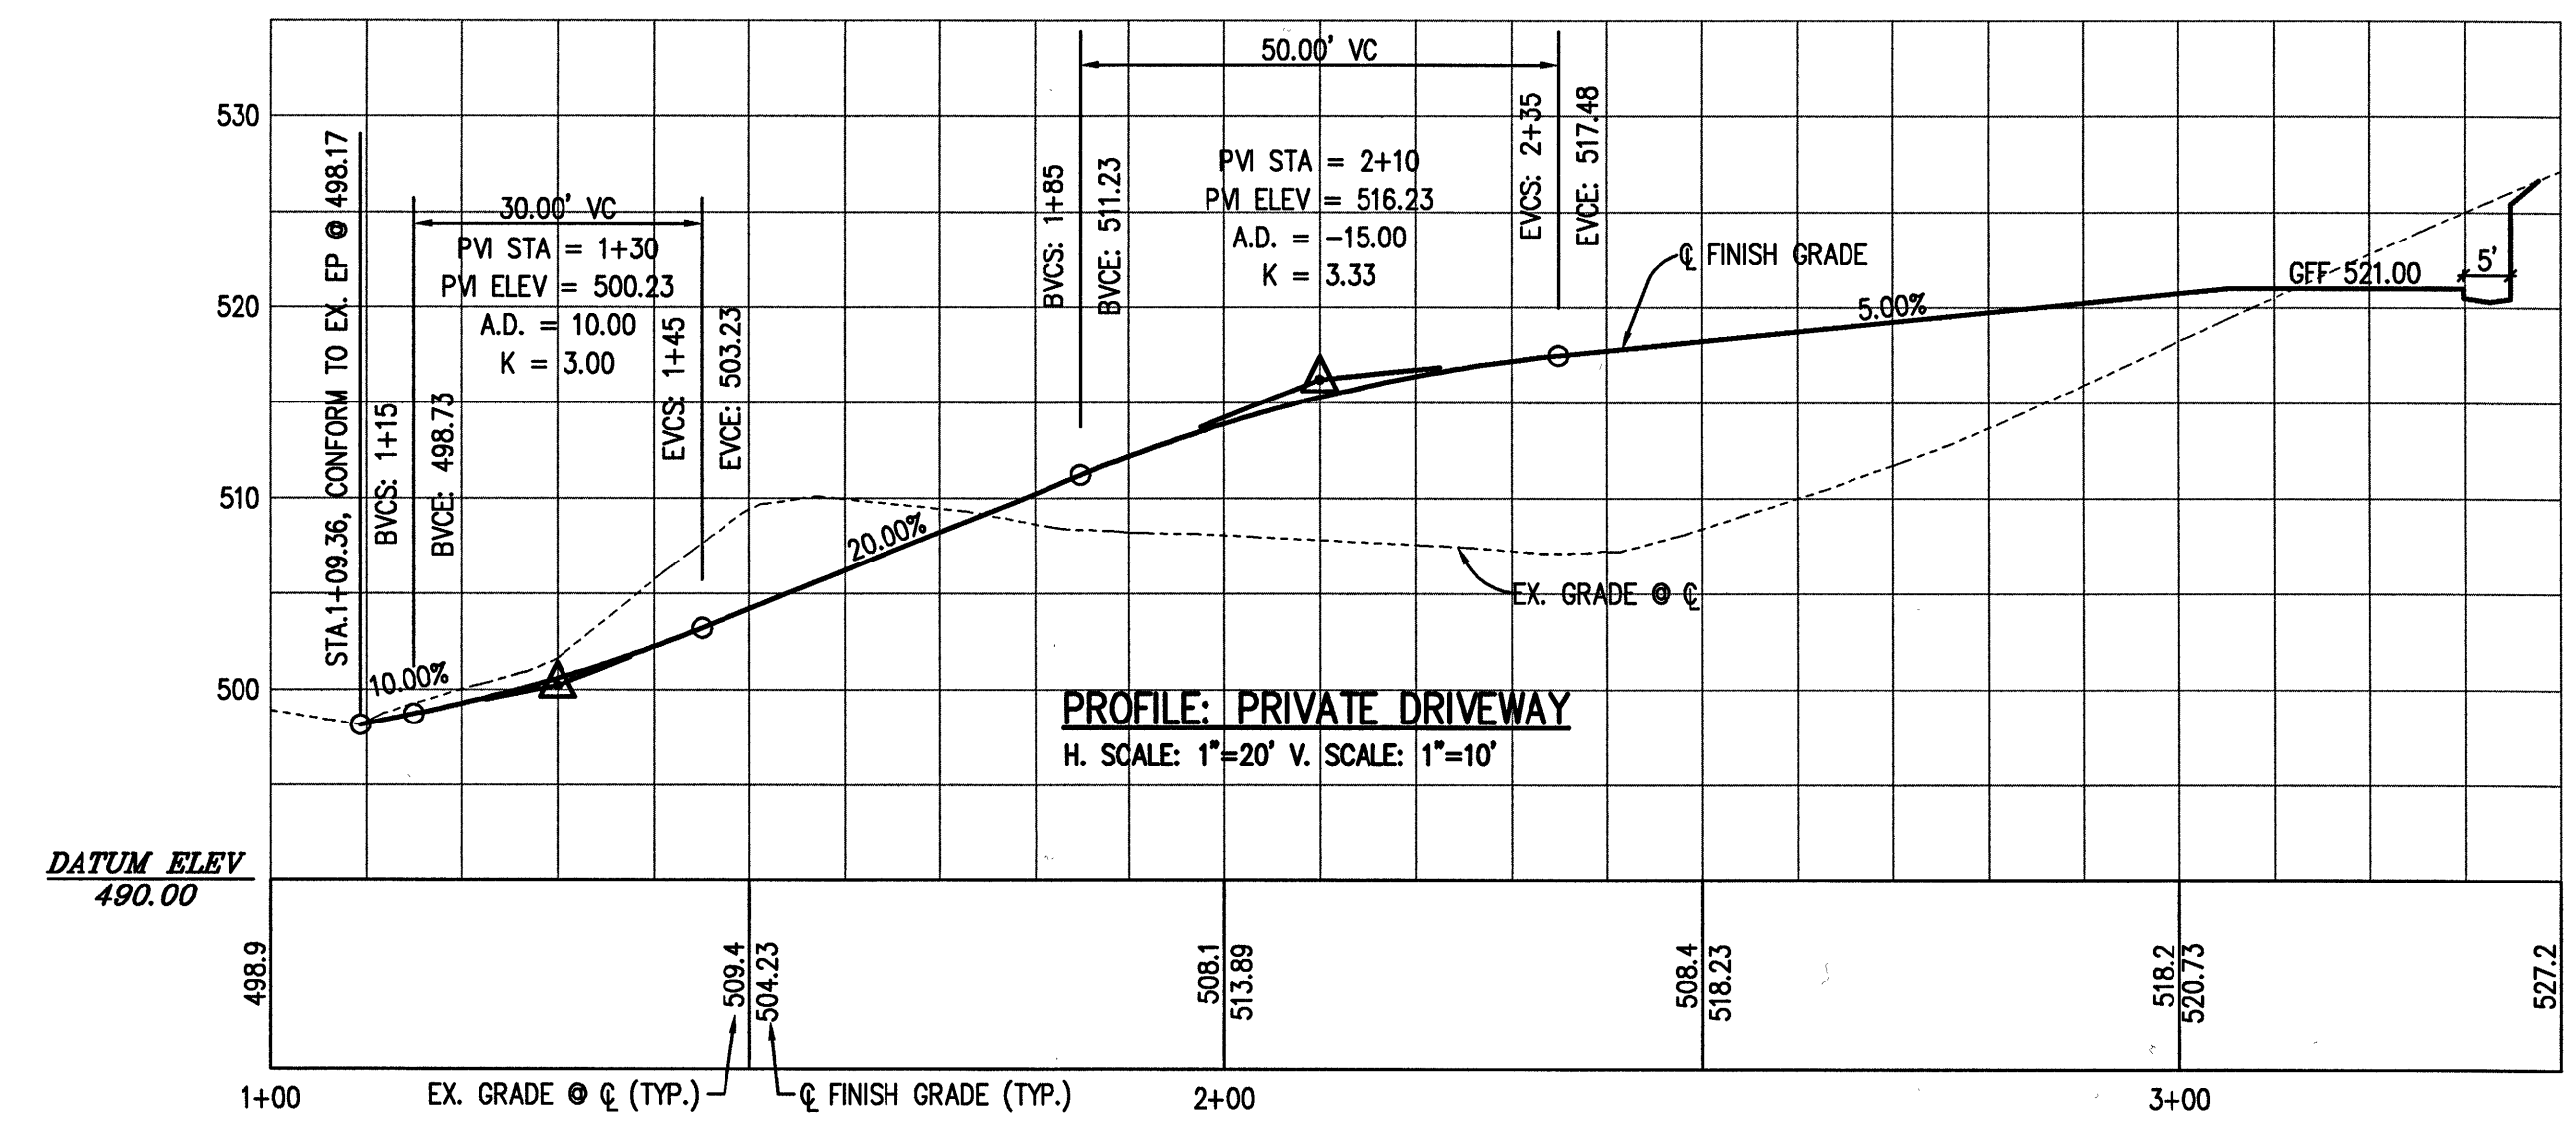 50.00' VC
530
STA.1+09.36, CONFORM TO EX. EP @ 498.17
30.00' VC
PVI STA = 1+30
PVI ELEV = 500.23
A.D. = 10.00
K = 3.00
BVCS: 1+15
BVCE: 498.73
EVCS: 1+45
EVCE: 503.23
BVCS: 1+85
BVCE: 511.23
PVI STA = 2+10
PVI ELEV = 516.23
A.D. = -15.00
K = 3.33
EVCS: 2+35
EVCE: 517.48
℄ FINISH GRADE
GFF 521.00
5'
520
5.00%
510
20.00%
EX. GRADE @ ℄
500
10.00%
PROFILE: PRIVATE DRIVEWAY
H. SCALE: 1"=20' V. SCALE: 1"=10'
DATUM ELEV
490.00
498.9
509.4
504.23
508.1
513.89
508.4
518.23
518.2
520.73
527.2
1+00
EX. GRADE @ ℄ (TYP.)
℄ FINISH GRADE (TYP.)
2+00
3+00